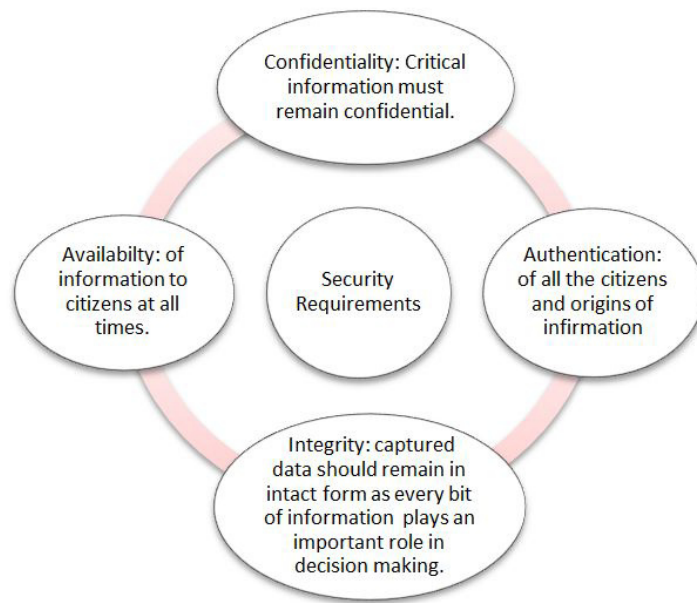 Confidentiality: Critical
information must
remain confidential.
Availabilty: of
information to
citizens at all
times.
Security
Requirements
Authentication:
of all the citizens
and origins of
infirmation
Integrity: captured
data should remain in
intact form as every bit
of information plays an
important role in
decision making.